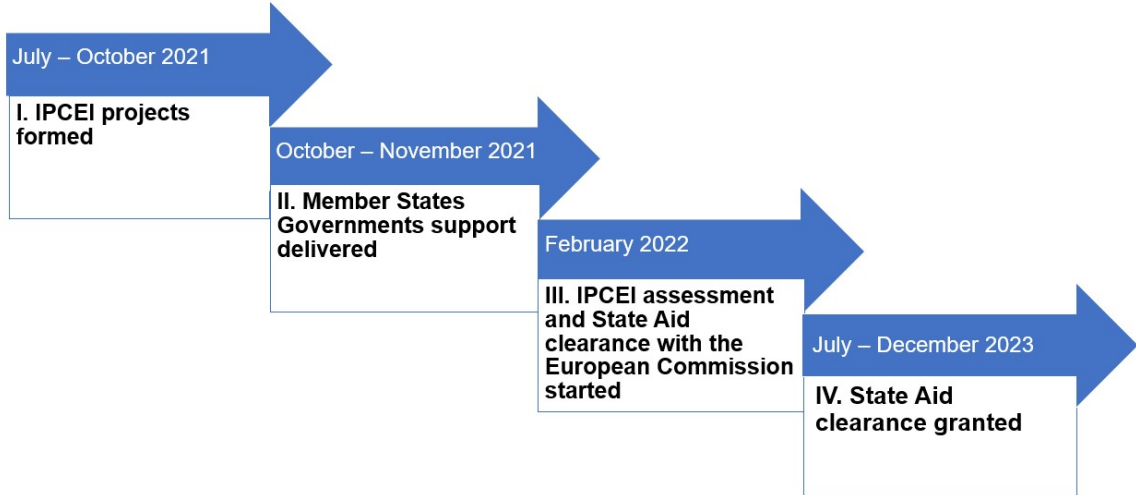 July – October 2021
I. IPCEI projects
formed
October – November 2021
II. Member States
Governments support
delivered
February 2022
III. IPCEI assessment
and State Aid
clearance with the
European Commission
started
July – December 2023
IV. State Aid
clearance granted